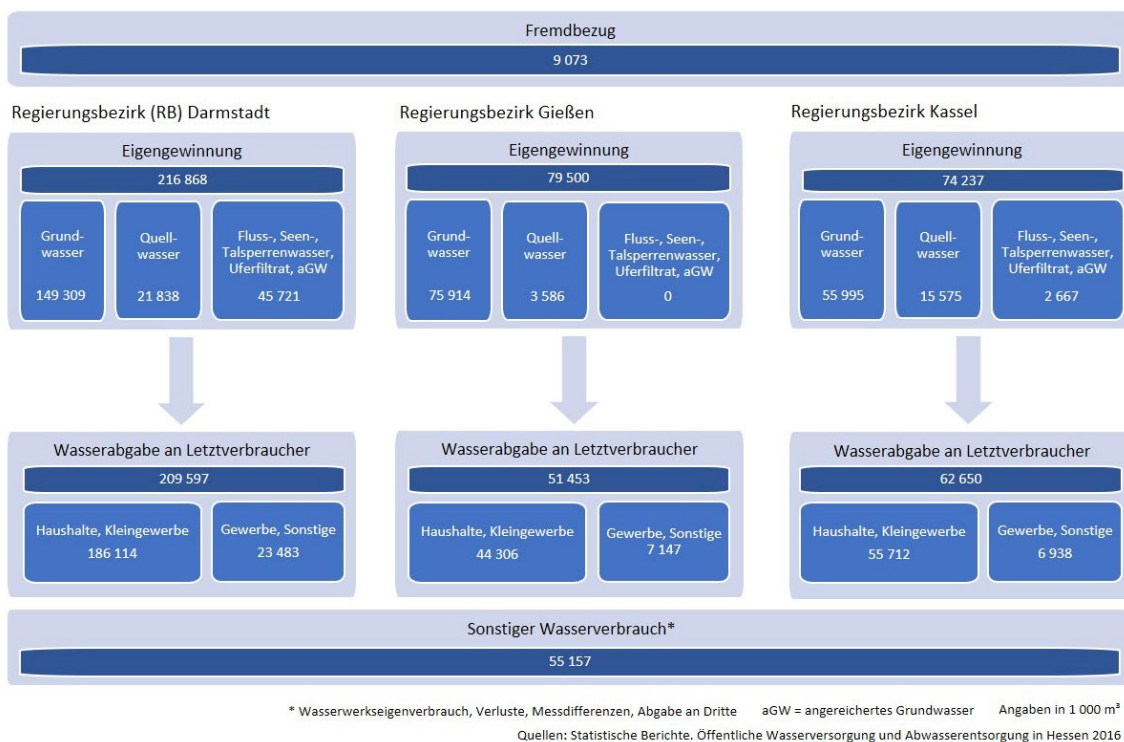 Fremdbezug
9 073
Regierungsbezirk (RB) Darmstadt
Eigengewinnung
216 868
Grund-
wasser
149 309
Quell-
wasser
21 838
Fluss-, Seen-,
Talsperrenwasser,
Uferfiltrat, aGW
45 721
Wasserabgabe an Letztverbraucher
209 597
Haushalte, Kleingewerbe
186 114
Gewerbe, Sonstige
23 483
Regierungsbezirk Gießen
Eigengewinnung
79 500
Grund-
wasser
75 914
Quell-
wasser
3 586
Fluss-, Seen-,
Talsperrenwasser,
Uferfiltrat, aGW
0
Wasserabgabe an Letztverbraucher
51 453
Haushalte, Kleingewerbe
44 306
Gewerbe, Sonstige
7 147
Regierungsbezirk Kassel
Eigengewinnung
74 237
Grund-
wasser
55 995
Quell-
wasser
15 575
Fluss-, Seen-,
Talsperrenwasser,
Uferfiltrat, aGW
2 667
Wasserabgabe an Letztverbraucher
62 650
Haushalte, Kleingewerbe
55 712
Gewerbe, Sonstige
6 938
Sonstiger Wasserverbrauch*
55 157
* Wasserwerkseigenverbrauch, Verluste, Messdifferenzen, Abgabe an Dritte aGW = angereichertes Grundwasser Angaben in 1 000 m³
Quellen: Statistische Berichte. Öffentliche Wasserversorgung und Abwasserentsorgung in Hessen 2016